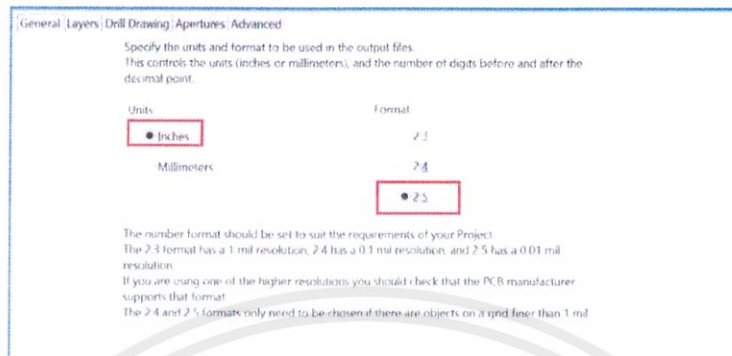 General Layers Drill Drawing Apertures Advanced
Specify the units and format to be used in the output files.
This controls the units (inches or millimeters), and the number of digits before and after the
decimal point.
Units
Format
Inches
2:3
Millimeters
2:4
2:5
The number format should be set to suit the requirements of your Project.
The 2:3 format has a 1 mil resolution, 2:4 has a 0.1 mil resolution, and 2:5 has a 0.01 mil
resolution.
If you are using one of the higher resolutions you should check that the PCB manufacturer
supports that format.
The 2:4 and 2:5 formats only need to be chosen if there are objects on a grid finer than 1 mil